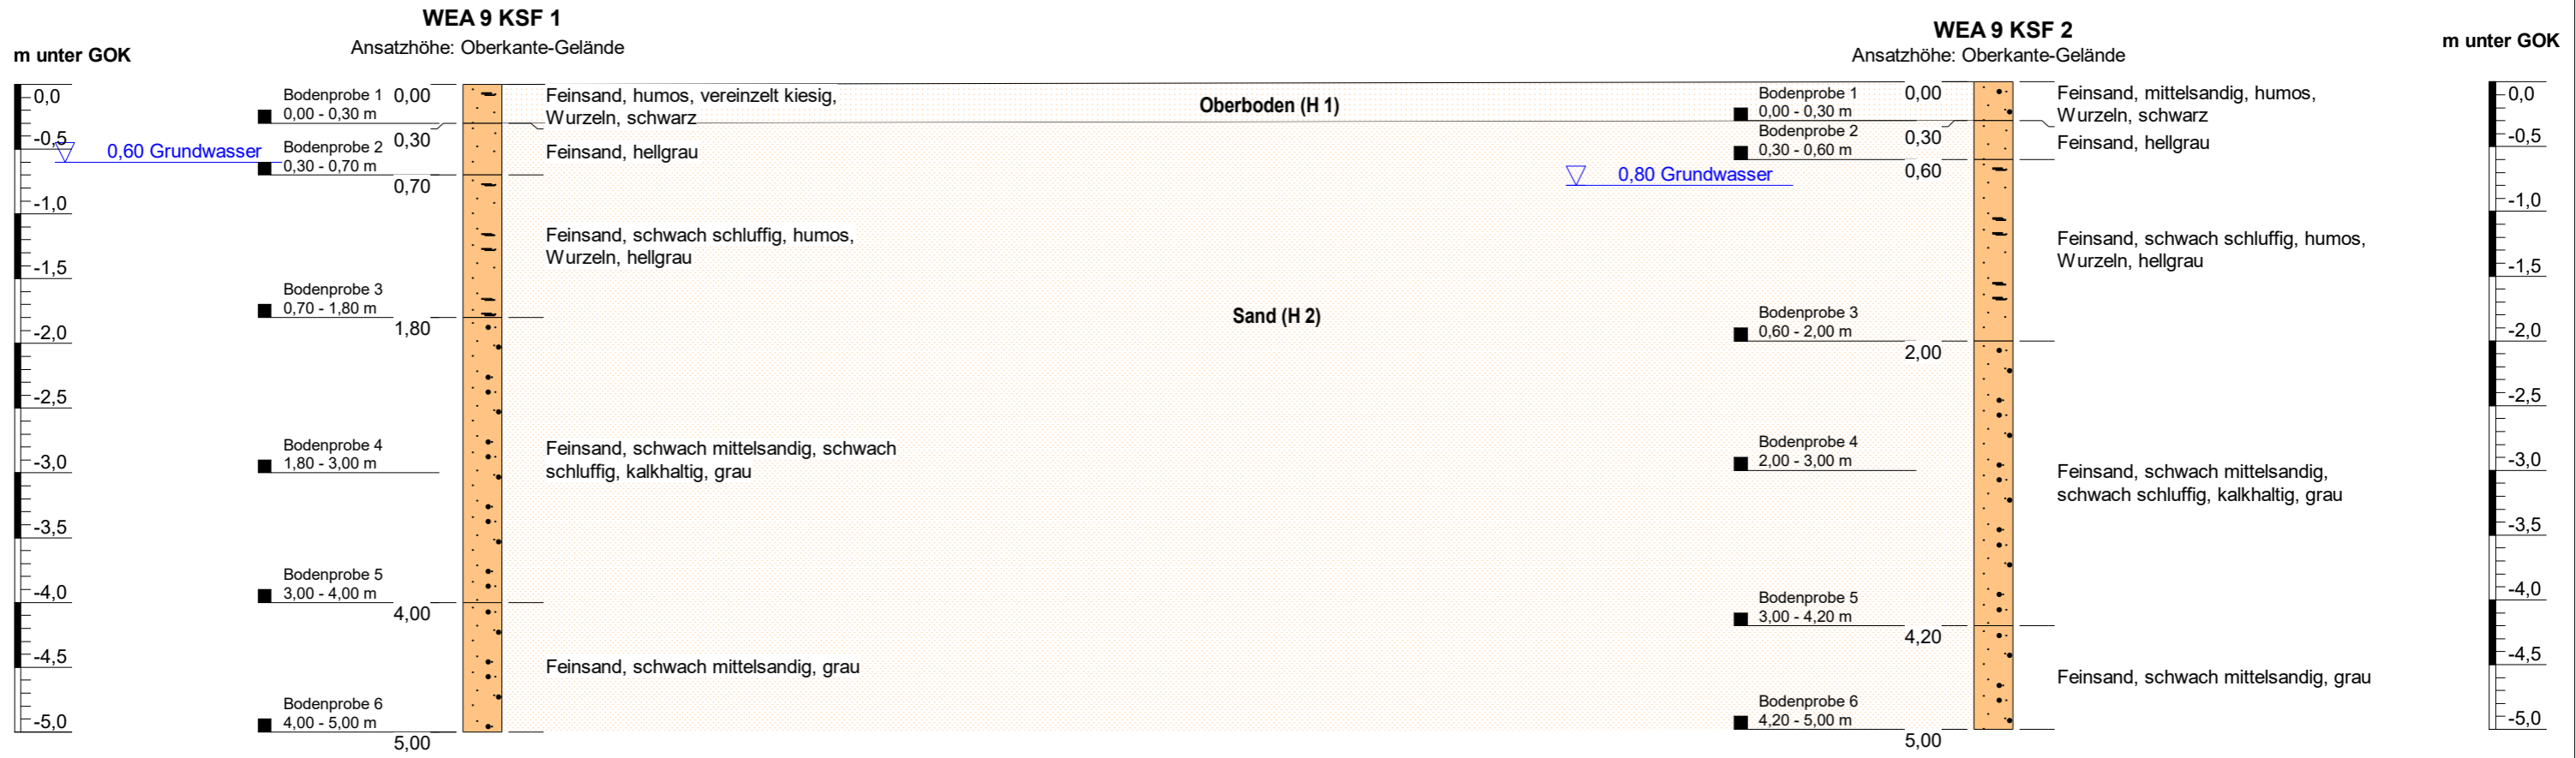 WEA 9 KSF 1
Ansatzhöhe: Oberkante-Gelände
m unter GOK
0,0
-0,5
-1,0
-1,5
-2,0
-2,5
-3,0
-3,5
-4,0
-4,5
-5,0
0,60 Grundwasser
Bodenprobe 1
0,00 - 0,30 m
Bodenprobe 2
0,30 - 0,70 m
Bodenprobe 3
0,70 - 1,80 m
Bodenprobe 4
1,80 - 3,00 m
Bodenprobe 5
3,00 - 4,00 m
Bodenprobe 6
4,00 - 5,00 m
0,00
0,30
0,70
1,80
4,00
5,00
Feinsand, humos, vereinzelt kiesig,
Wurzeln, schwarz
Feinsand, hellgrau
Feinsand, schwach schluffig, humos,
Wurzeln, hellgrau
Feinsand, schwach mittelsandig, schwach
schluffig, kalkhaltig, grau
Feinsand, schwach mittelsandig, grau
Oberboden (H 1)
Sand (H 2)
WEA 9 KSF 2
Ansatzhöhe: Oberkante-Gelände
0,80 Grundwasser
Bodenprobe 1
0,00 - 0,30 m
Bodenprobe 2
0,30 - 0,60 m
Bodenprobe 3
0,60 - 2,00 m
Bodenprobe 4
2,00 - 3,00 m
Bodenprobe 5
3,00 - 4,20 m
Bodenprobe 6
4,20 - 5,00 m
0,00
0,30
0,60
2,00
4,20
5,00
Feinsand, mittelsandig, humos,
Wurzeln, schwarz
Feinsand, hellgrau
Feinsand, schwach schluffig, humos,
Wurzeln, hellgrau
Feinsand, schwach mittelsandig,
schwach schluffig, kalkhaltig, grau
Feinsand, schwach mittelsandig, grau
m unter GOK
0,0
-0,5
-1,0
-1,5
-2,0
-2,5
-3,0
-3,5
-4,0
-4,5
-5,0